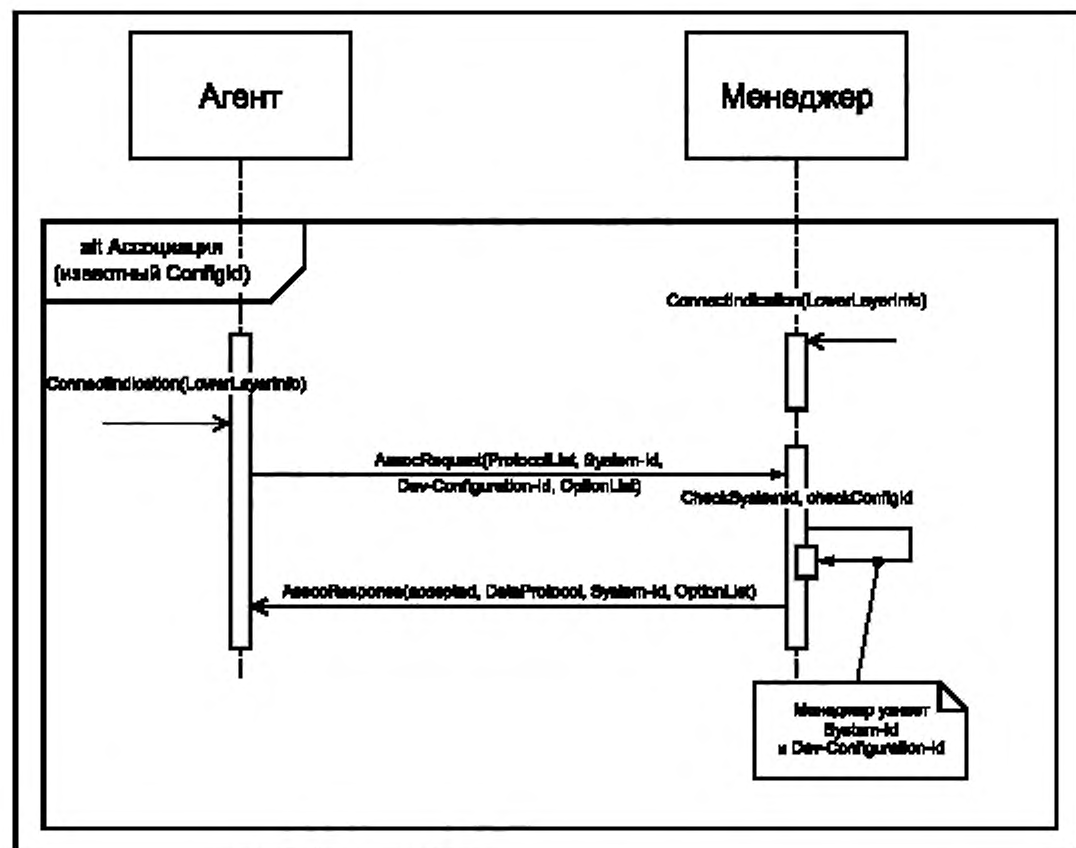 Агент
Менеджер
alt Ассоциация
(известный ConfigId)
ConnectIndication(LowerLayerInfo)
ConnectIndication(LowerLayerInfo)
AssocRequest(ProtocolList, System-Id,
Dev-Configuration-Id, OptionList)
CheckSystemId, checkConfigId
AssocResponse(accepted, DataProtocol, System-Id, OptionList)
Менеджер узнает
System-Id
и Dev-Configuration-Id